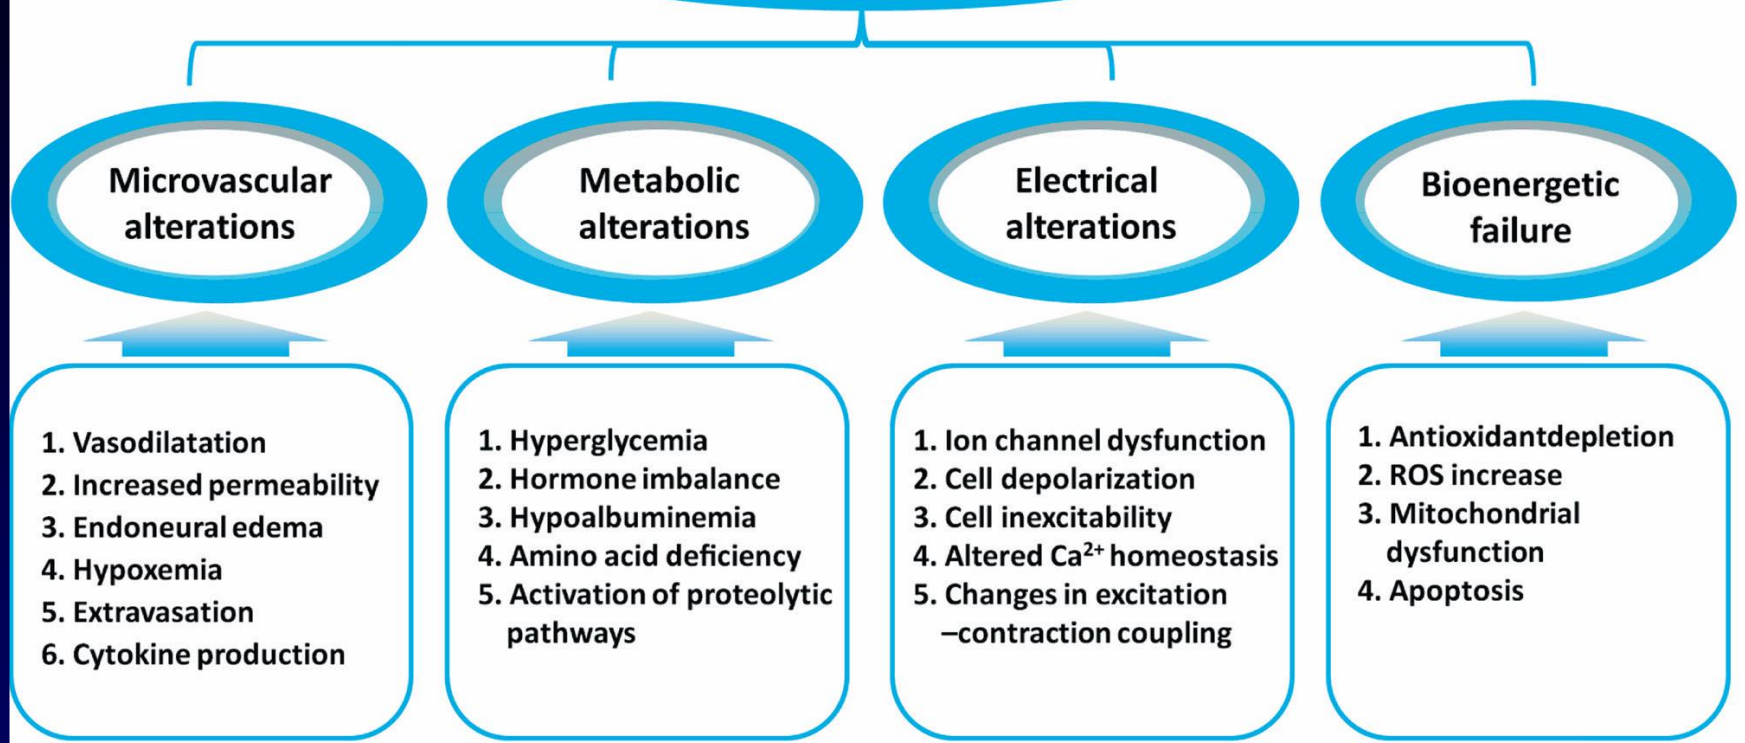 Microvascular
alterations
Metabolic
alterations
Electrical
alterations
Bioenergetic
failure
1. Vasodilatation
2. Increased permeability
3. Endoneural edema
4. Hypoxemia
5. Extravasation
6. Cytokine production
1. Hyperglycemia
2. Hormone imbalance
3. Hypoalbuminemia
4. Amino acid deficiency
5. Activation of proteolytic
pathways
1. Ion channel dysfunction
2. Cell depolarization
3. Cell inexcitability
4. Altered Ca²⁺ homeostasis
5. Changes in excitation
–contraction coupling
1. Antioxidantdepletion
2. ROS increase
3. Mitochondrial
dysfunction
4. Apoptosis